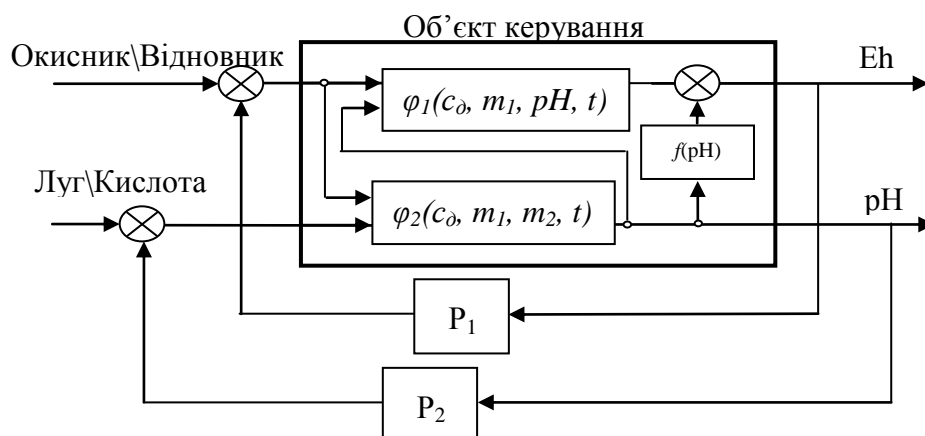 Об’єкт керування
Окисник\Відновник
Eh
φ1(cд, m1, pH, t)
f(pH)
Луг\Кислота
pH
φ2(cд, m1, m2, t)
P1
P2